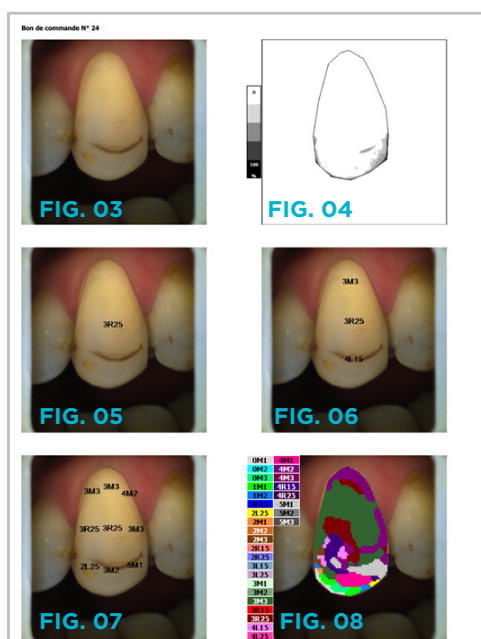 Bon de commande N° 24
FIG. 03
0
100
%
FIG. 04
3R25
FIG. 05
3M3
3R25
4L15
FIG. 06
3M3
3M3
4M2
3R25
3R25
3M3
2L25
3M2
5M1
FIG. 07
0M1
4M1
0M2
4M2
0M3
4M3
1M1
4R15
1M2
4R25
5M1
2L25
5M2
2M1
5M3
2M2
2M3
2R15
2R25
3L15
3L25
3M1
3M2
3M3
3R15
3R25
4L15
4L25
FIG. 08